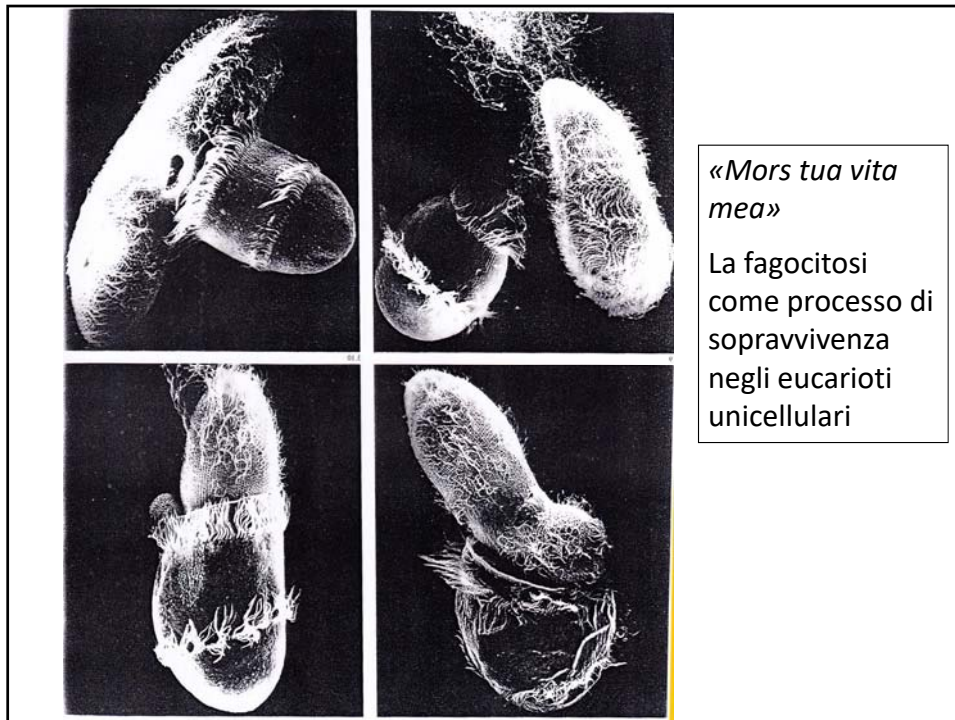 «Mors tua vita
mea»
La fagocitosi
come processo di
sopravvivenza
negli eucarioti
unicellulari